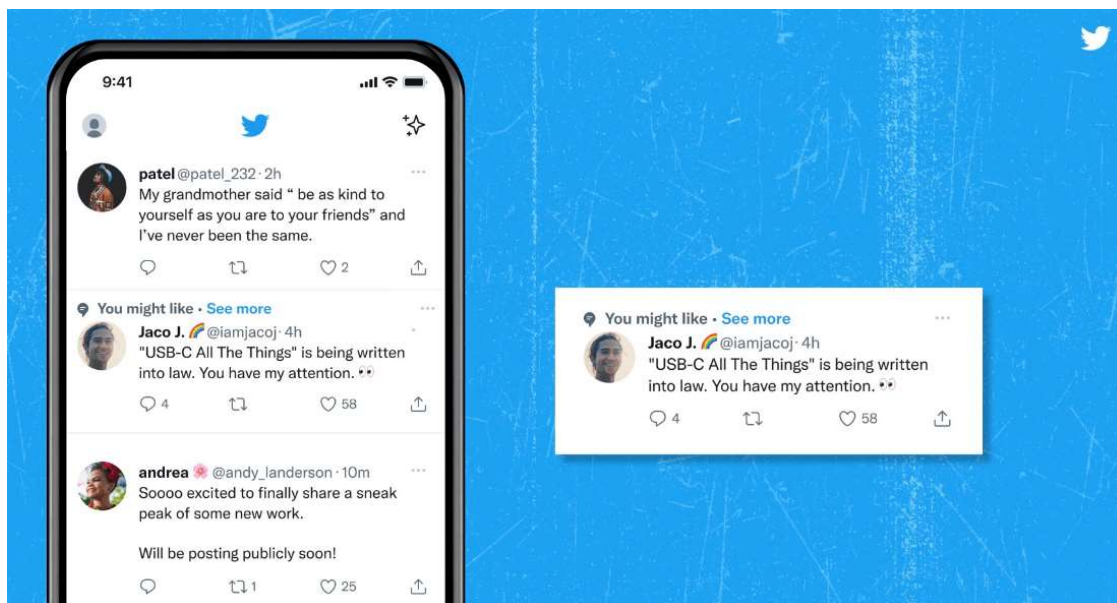 9:41
patel @patel_232 · 2h
My grandmother said “ be as kind to
yourself as you are to your friends” and
I’ve never been the same.
2
You might like • See more
Jaco J. 🌈 @iamjacoj · 4h
"USB-C All The Things" is being written
into law. You have my attention. 👀
4 58
andrea 🌸 @andy_landerson · 10m
Soooo excited to finally share a sneak
peak of some new work.
Will be posting publicly soon!
1 25
You might like • See more
Jaco J. 🌈 @iamjacoj · 4h
"USB-C All The Things" is being written
into law. You have my attention. 👀
4 58